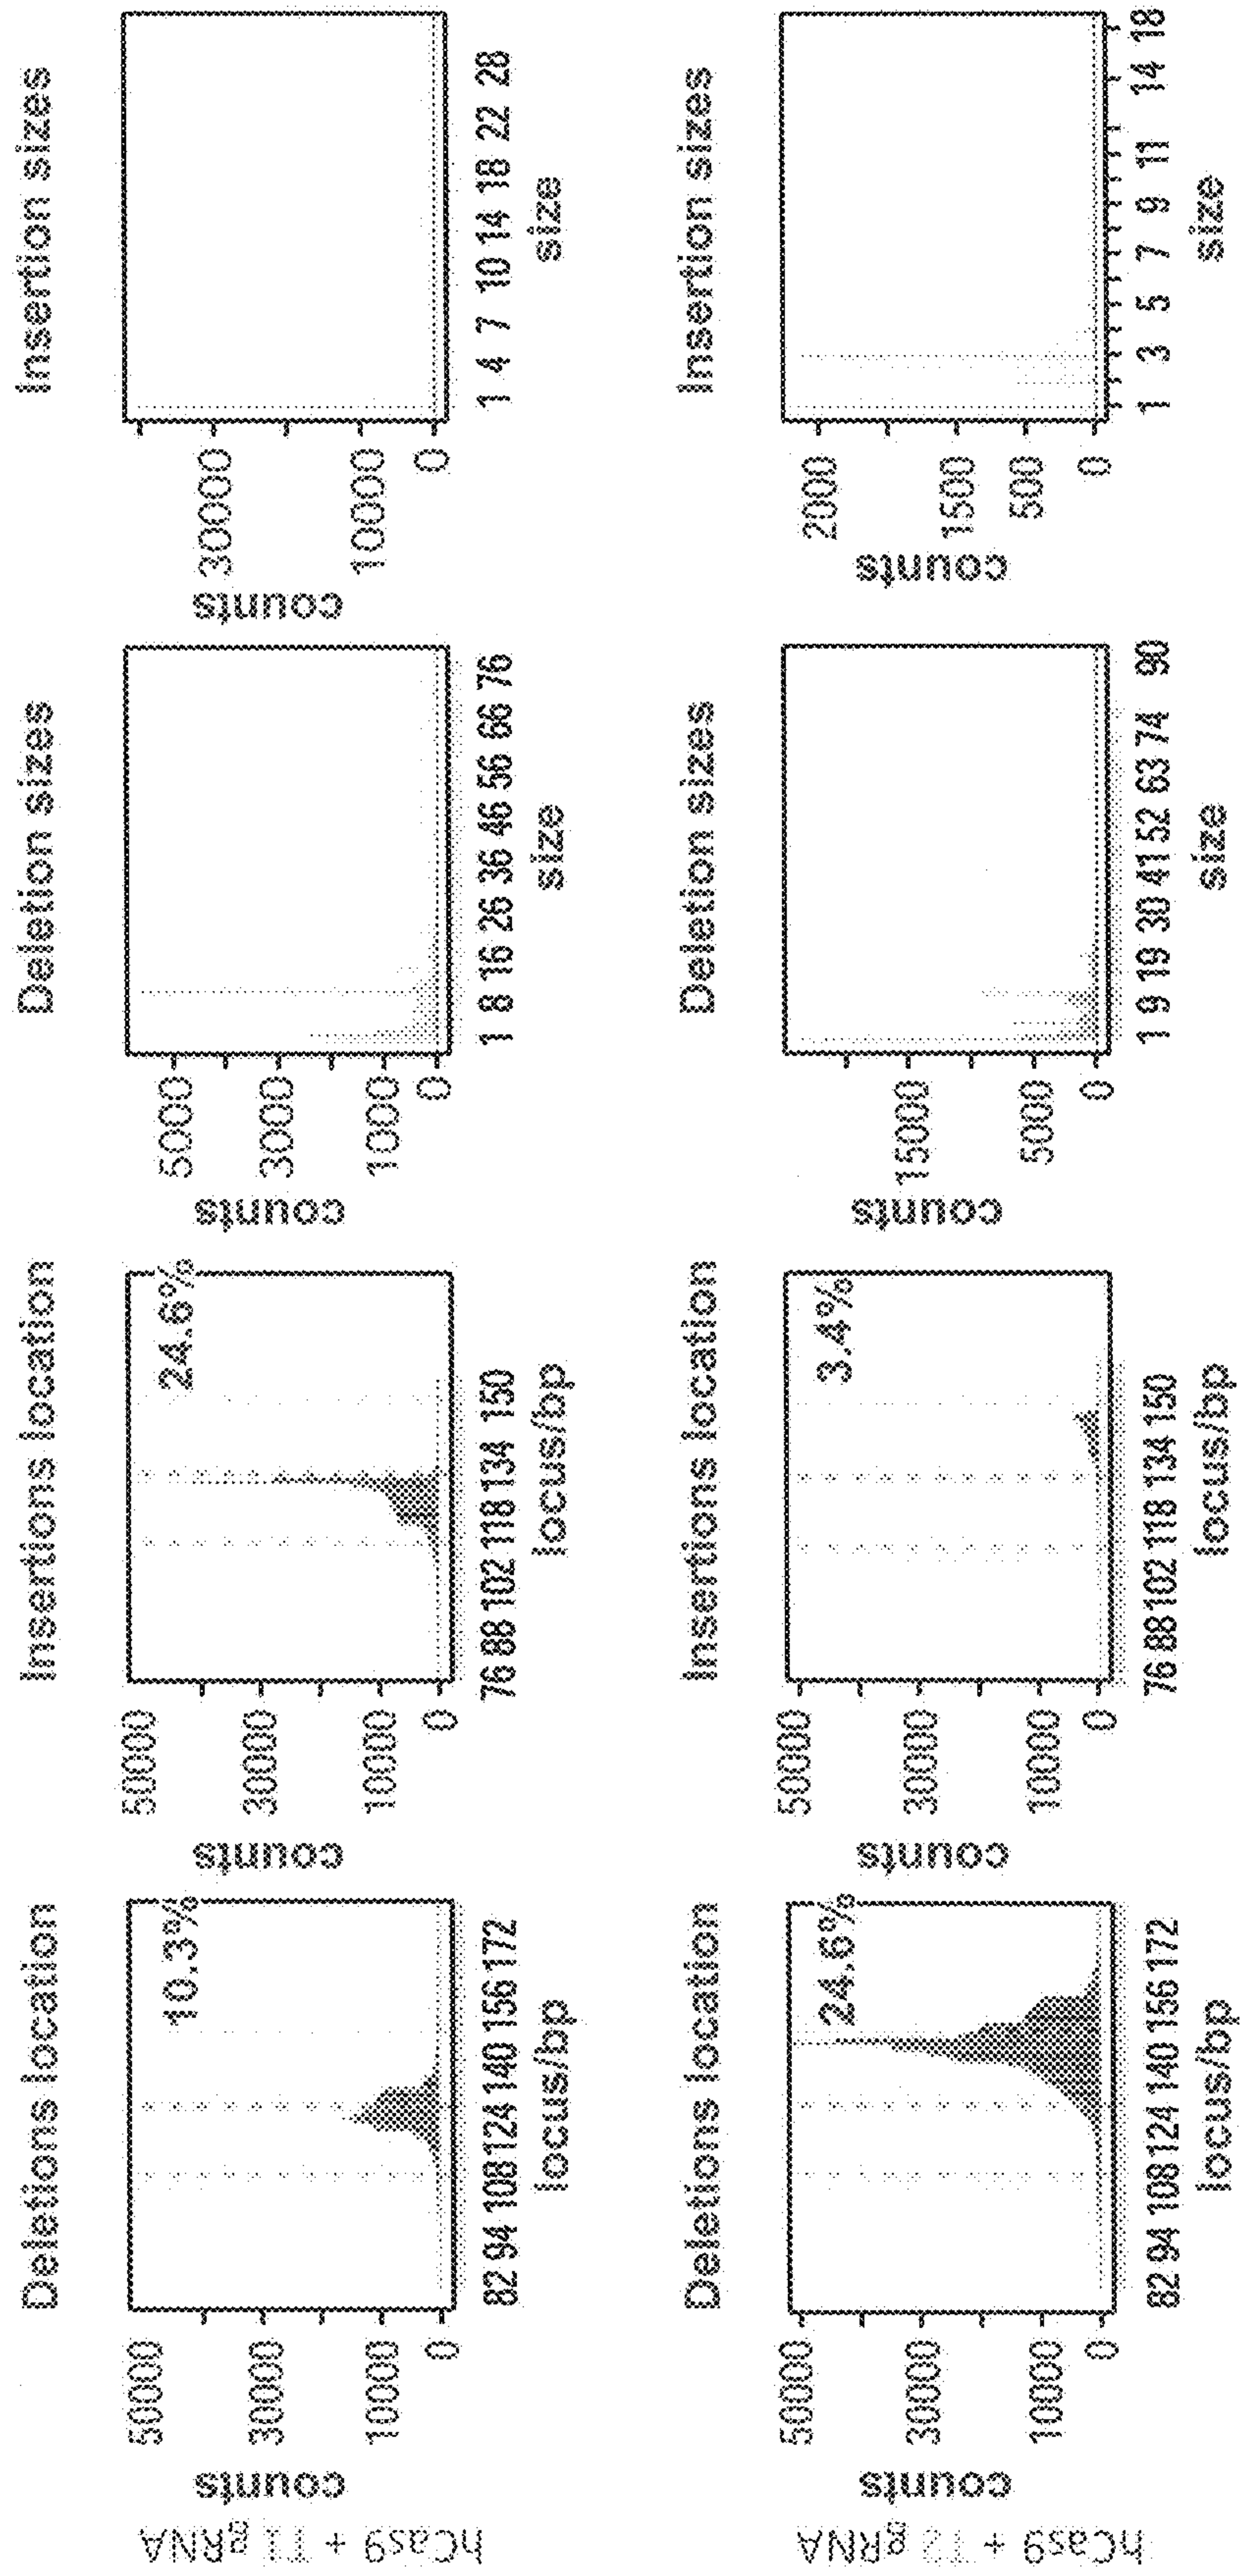 hCas9 + T1 gRNA
Deletions location
counts
50000
30000
10000
0
10.3%
82 94 108 124 140 156 172
locus/bp
Insertions location
counts
50000
30000
10000
0
24.6%
76 88 102 118 134 150
locus/bp
Deletion sizes
counts
5000
3000
1000
0
1 8 16 26 36 46 56 66 76
size
Insertion sizes
counts
30000
10000
0
1 4 7 10 14 18 22 28
size
hCas9 + T2 gRNA
Deletions location
counts
50000
30000
10000
0
24.6%
82 94 108 124 140 156 172
locus/bp
Insertions location
counts
50000
30000
10000
0
3.4%
76 88 102 118 134 150
locus/bp
Deletion sizes
counts
15000
5000
0
1 9 19 30 41 52 63 74 90
size
Insertion sizes
counts
2000
1500
500
0
1 3 5 7 9 11 14 18
size